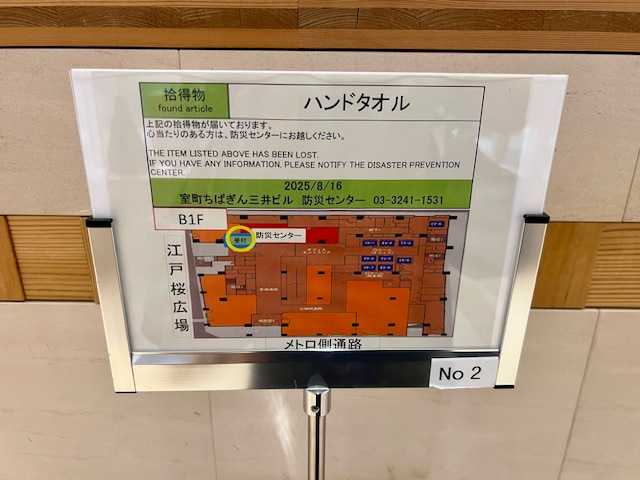 拾得物
found article
ハンドタオル
上記の拾得物が届いております。
心当たりのある方は、防災センターにお越しください。
THE ITEM LISTED ABOVE HAS BEEN LOST.
IF YOU HAVE ANY INFORMATION, PLEASE NOTIFY THE DISASTER PREVENTION
CENTER.
2025/8/16
室町ちばぎん三井ビル 防災センター 03-3241-1531
B1F
防災センター
江戸桜広場
メトロ側通路
No 2